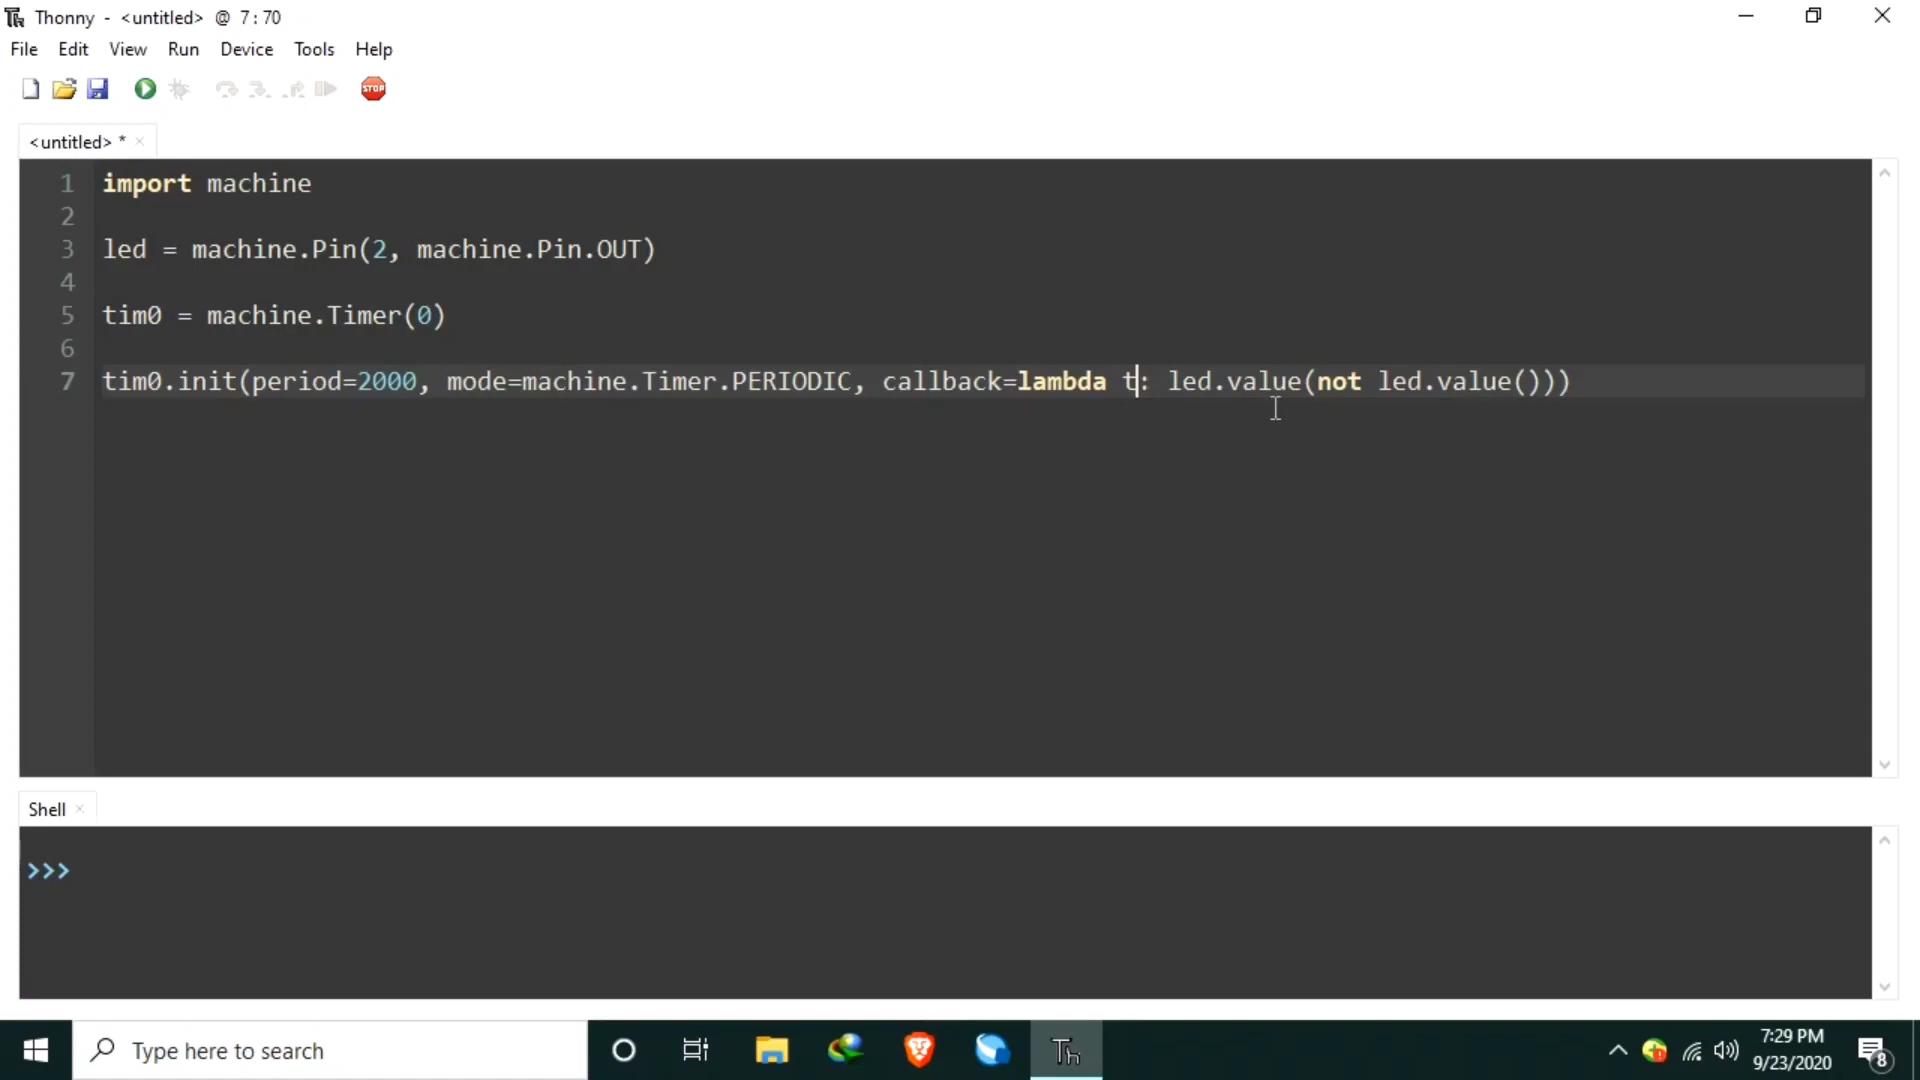 Thonny - <untitled> @ 7:70
File Edit View Run Device Tools Help
STOP
<untitled> *
1 import machine
2
3 led = machine.Pin(2, machine.Pin.OUT)
4
5 tim0 = machine.Timer(0)
6
7 tim0.init(period=2000, mode=machine.Timer.PERIODIC, callback=lambda t: led.value(not led.value()))
Shell
>>>
Type here to search
Th
7:29 PM
9/23/2020
8